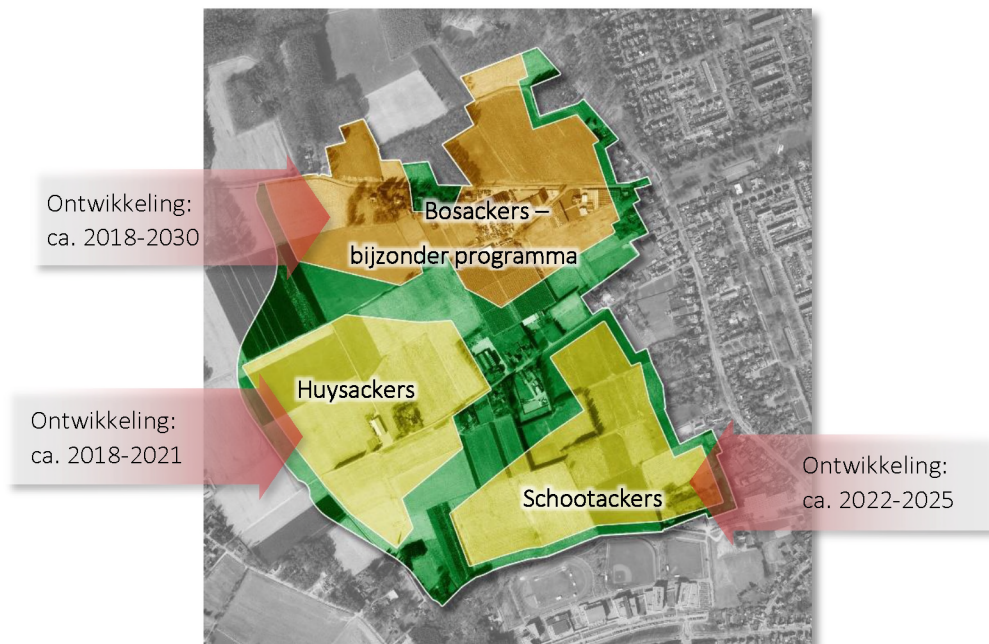 Ontwikkeling:
ca. 2018-2030
Bosackers –
bijzonder programma
Huysackers
Ontwikkeling:
ca. 2018-2021
Schootackers
Ontwikkeling:
ca. 2022-2025